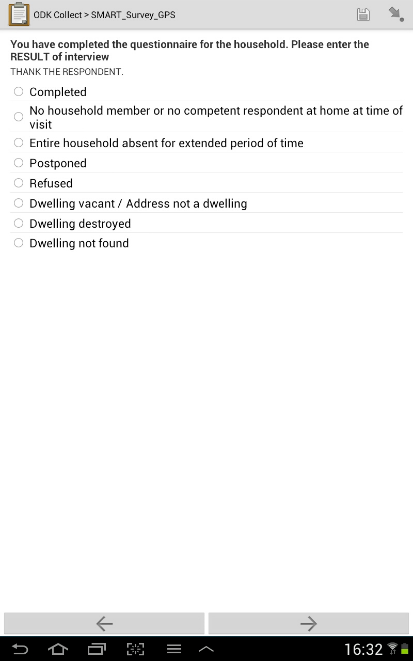 ODK Collect > SMART_Survey_GPS
You have completed the questionnaire for the household. Please enter the
RESULT of interview
THANK THE RESPONDENT.
Completed
No household member or no competent respondent at home at time of
visit
Entire household absent for extended period of time
Postponed
Refused
Dwelling vacant / Address not a dwelling
Dwelling destroyed
Dwelling not found
16:32